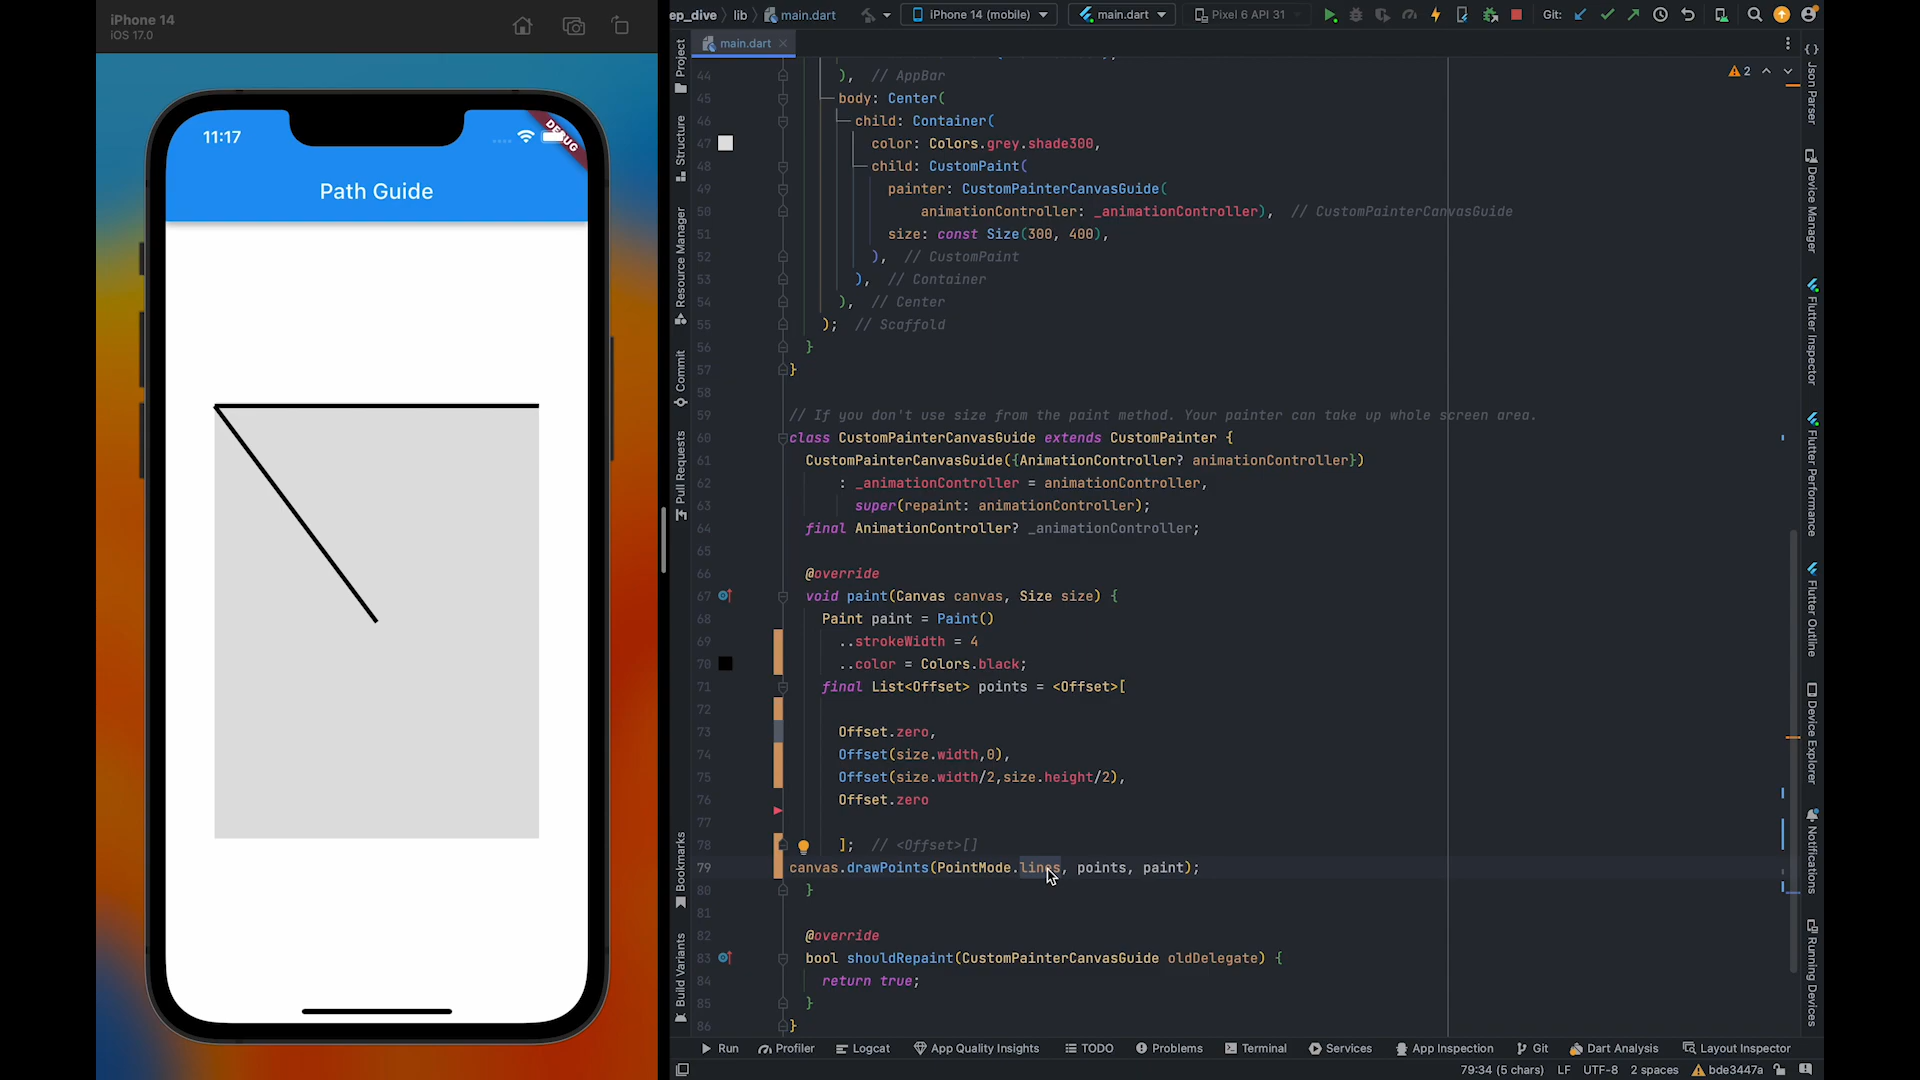 iPhone 14
iOS 17.0
11:17
DEBUG
Path Guide
ep_dive
lib
main.dart
iPhone 14 (mobile)
main.dart
Pixel 6 API 31
Git:
main.dart
2
Project
Structure
Resource Manager
Commit
Pull Requests
Bookmarks
Build Variants
44 ), // AppBar
45 body: Center(
46 child: Container(
47 color: Colors.grey.shade300,
48 child: CustomPaint(
49 painter: CustomPainterCanvasGuide(
50 animationController: _animationController), // CustomPainterCanvasGuide
51 size: const Size(300, 400),
52 ), // CustomPaint
53 ), // Container
54 ), // Center
55 ); // Scaffold
56 }
57 }
58
59 // If you don't use size from the paint method. Your painter can take up whole screen area.
60 class CustomPainterCanvasGuide extends CustomPainter {
61 CustomPainterCanvasGuide({AnimationController? animationController})
62 : _animationController = animationController,
63 super(repaint: animationController);
64 final AnimationController? _animationController;
65
66 @override
67 void paint(Canvas canvas, Size size) {
68 Paint paint = Paint()
69 ..strokeWidth = 4
70 ..color = Colors.black;
71 final List<Offset> points = <Offset>[
72
73 Offset.zero,
74 Offset(size.width,0),
75 Offset(size.width/2,size.height/2),
76 Offset.zero
77
78 ]; // <Offset>[]
79 canvas.drawPoints(PointMode.lines, points, paint);
80 }
81
82 @override
83 bool shouldRepaint(CustomPainterCanvasGuide oldDelegate) {
84 return true;
85 }
86 }
{} Json Parser
Device Manager
Flutter Inspector
Flutter Performance
Flutter Outline
Device Explorer
Notifications
Running Devices
Run
Profiler
Logcat
App Quality Insights
TODO
Problems
Terminal
Services
App Inspection
Git
Dart Analysis
Layout Inspector
79:34 (5 chars)
LF
UTF-8
2 spaces
bde3447a